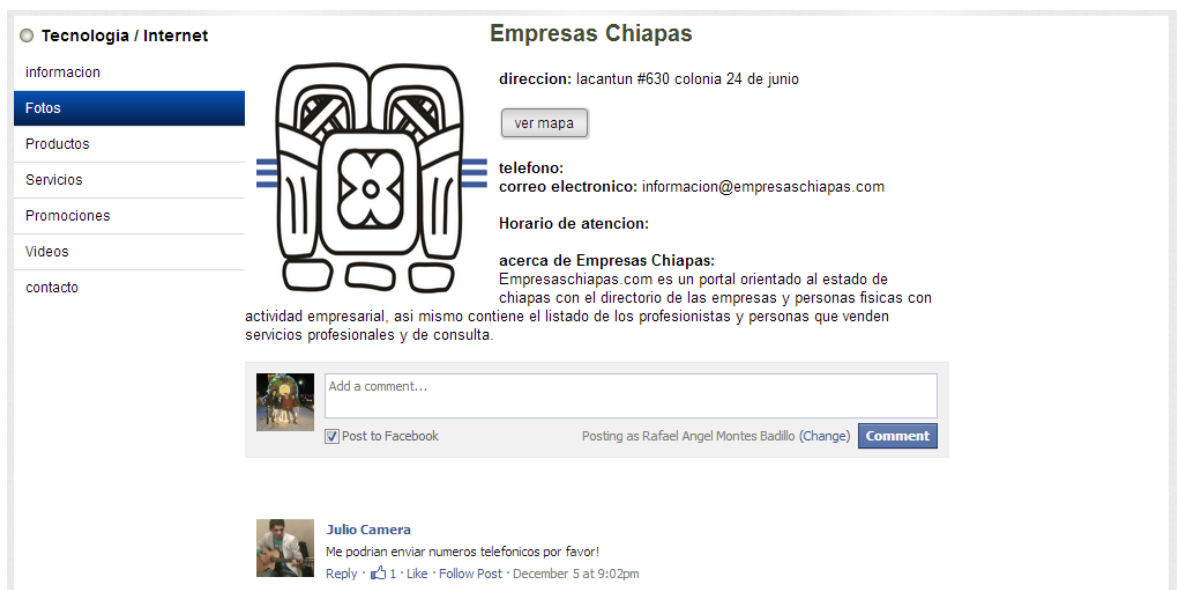 Tecnologia / Internet
informacion
Fotos
Productos
Servicios
Promociones
Videos
contacto
Empresas Chiapas
direccion: lacantun #630 colonia 24 de junio
ver mapa
telefono:
correo electronico: informacion@empresaschiapas.com
Horario de atencion:
acerca de Empresas Chiapas:
Empresaschiapas.com es un portal orientado al estado de
chiapas con el directorio de las empresas y personas fisicas con
actividad empresarial, asi mismo contiene el listado de los profesionistas y personas que venden
servicios profesionales y de consulta.
Add a comment...
Post to Facebook
Posting as Rafael Angel Montes Badillo (Change) Comment
Julio Camera
Me podrian enviar numeros telefonicos por favor!
Reply · 1 · Like · Follow Post · December 5 at 9:02pm